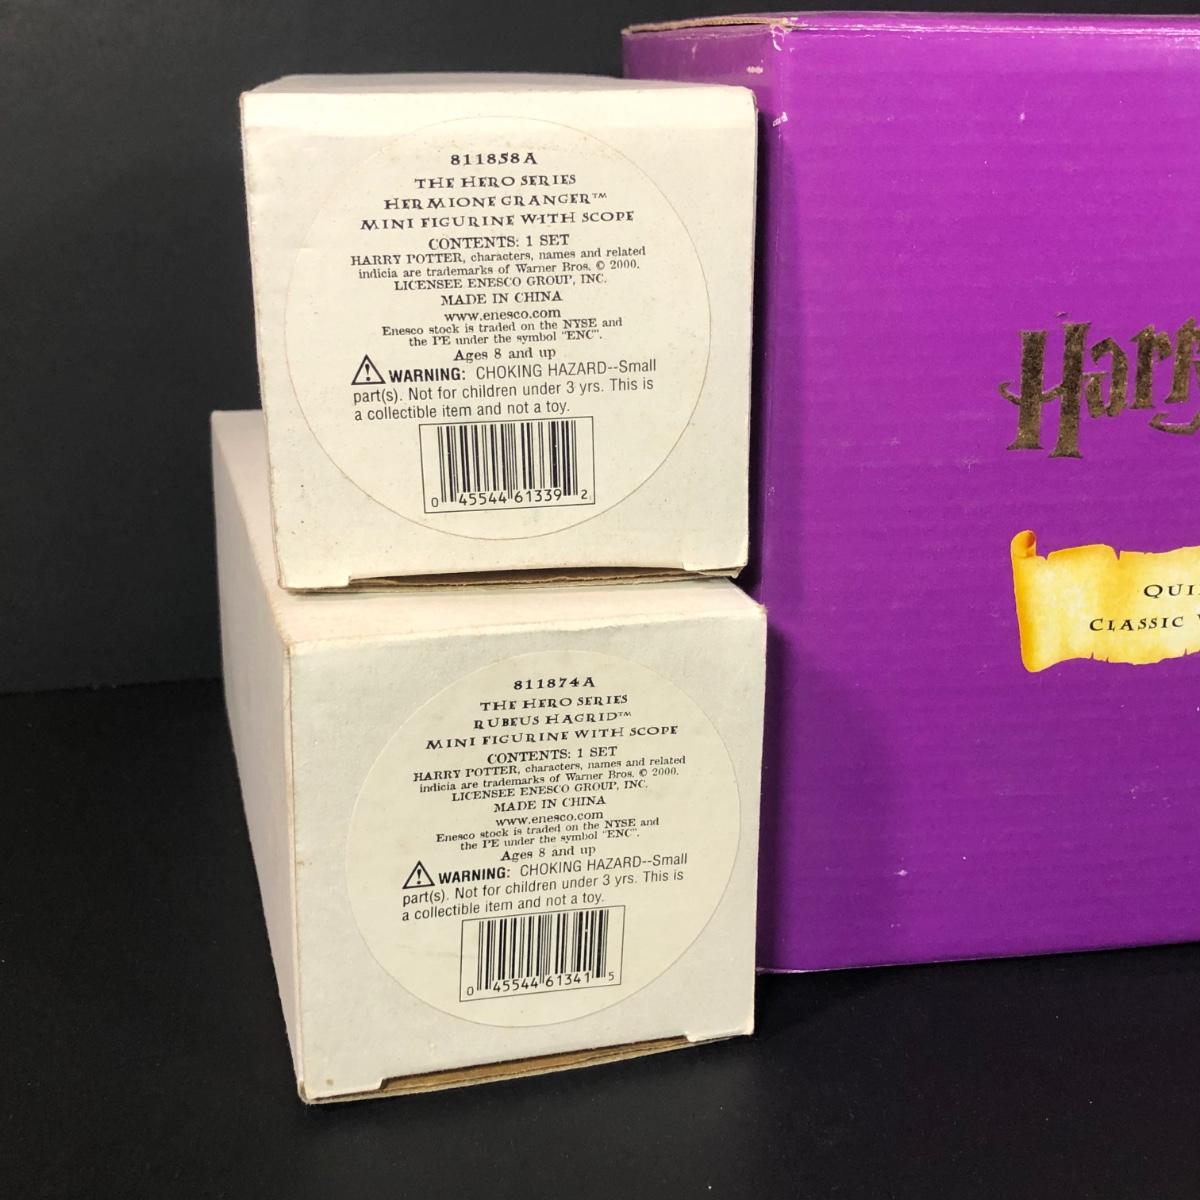 811858A
THE HERO SERIES
HERMIONE GRANGER™
MINI FIGURINE WITH SCOPE
CONTENTS: 1 SET
HARRY POTTER, characters, names and related
indicia are trademarks of Warner Bros. © 2000.
LICENSEE ENESCO GROUP, INC.
MADE IN CHINA
www.enesco.com
Enesco stock is traded on the NYSE and
the PE under the symbol "ENC".
Ages 8 and up
WARNING: CHOKING HAZARD--Small
part(s). Not for children under 3 yrs. This is
a collectible item and not a toy.
0 45544 61339 2
811874A
THE HERO SERIES
RUBEUS HAGRID™
MINI FIGURINE WITH SCOPE
CONTENTS: 1 SET
HARRY POTTER, characters, names and related
indicia are trademarks of Warner Bros. © 2000.
LICENSEE ENESCO GROUP, INC.
MADE IN CHINA
www.enesco.com
Enesco stock is traded on the NYSE and
the PE under the symbol "ENC".
Ages 8 and up
WARNING: CHOKING HAZARD--Small
part(s). Not for children under 3 yrs. This is
a collectible item and not a toy.
0 45544 61341 5
Harry
QUI
CLASSIC